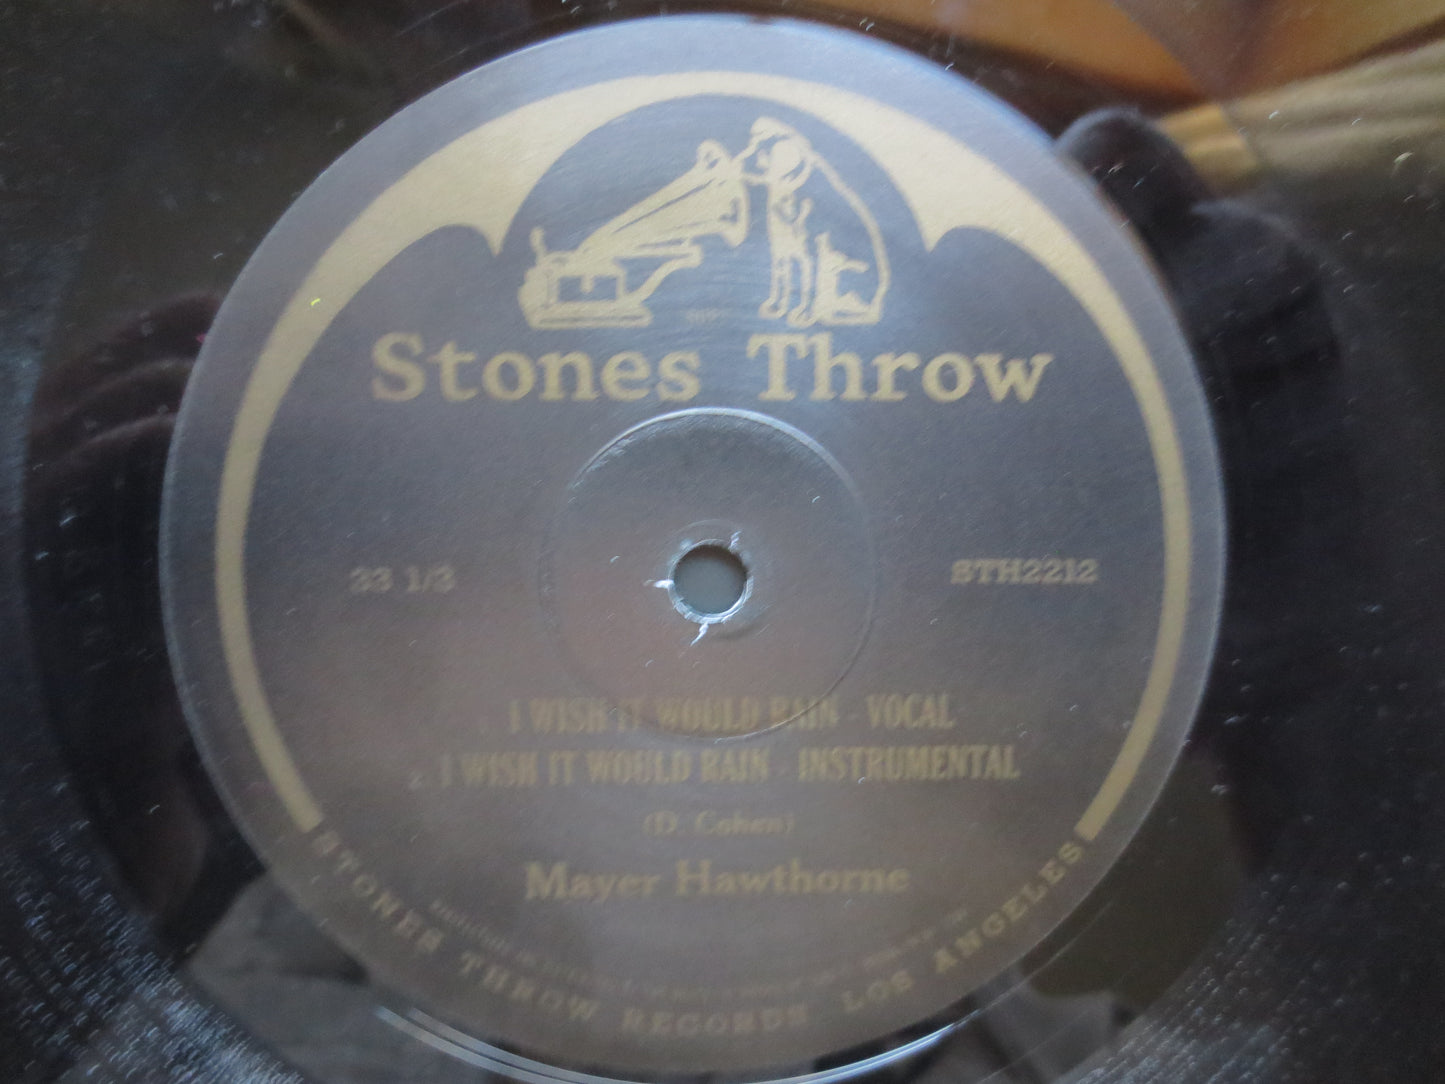 Stones Throw
33 1/3
STH2212
I WISH IT WOULD RAIN - VOCAL
2. I WISH IT WOULD RAIN - INSTRUMENTAL
(D. Cohen)
Mayer Hawthorne
STONES THROW RECORDS LOS ANGELES